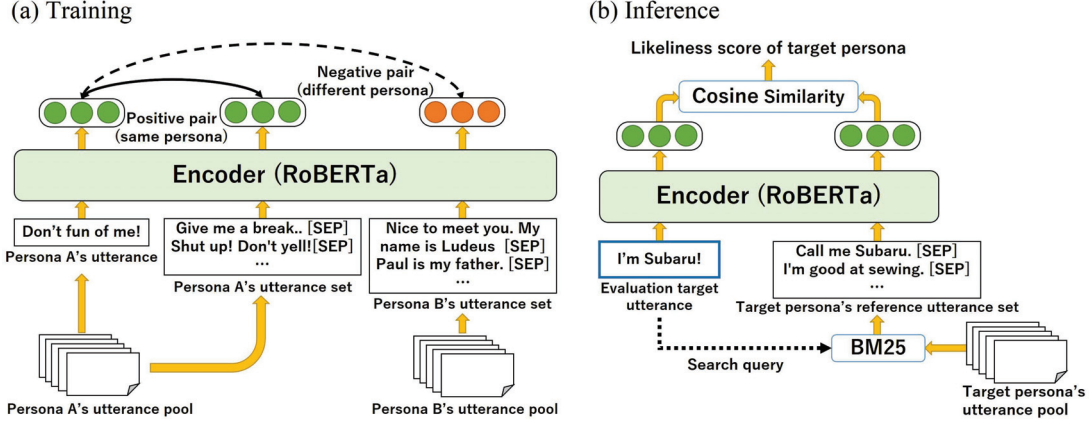 (a) Training
Negative pair
(different persona)
Positive pair
(same persona)
Encoder (RoBERTa)
Don't fun of me!
Persona A's utterance
Give me a break.. [SEP]
Shut up! Don't yell![SEP]
...
Persona A's utterance set
Nice to meet you. My
name is Ludeus [SEP]
Paul is my father. [SEP]
...
Persona B's utterance set
Persona A's utterance pool
Persona B's utterance pool
(b) Inference
Likeliness score of target persona
Cosine Similarity
Encoder (RoBERTa)
I'm Subaru!
Evaluation target
utterance
Call me Subaru. [SEP]
I'm good at sewing. [SEP]
...
Target persona's reference utterance set
Search query
BM25
Target persona's
utterance pool